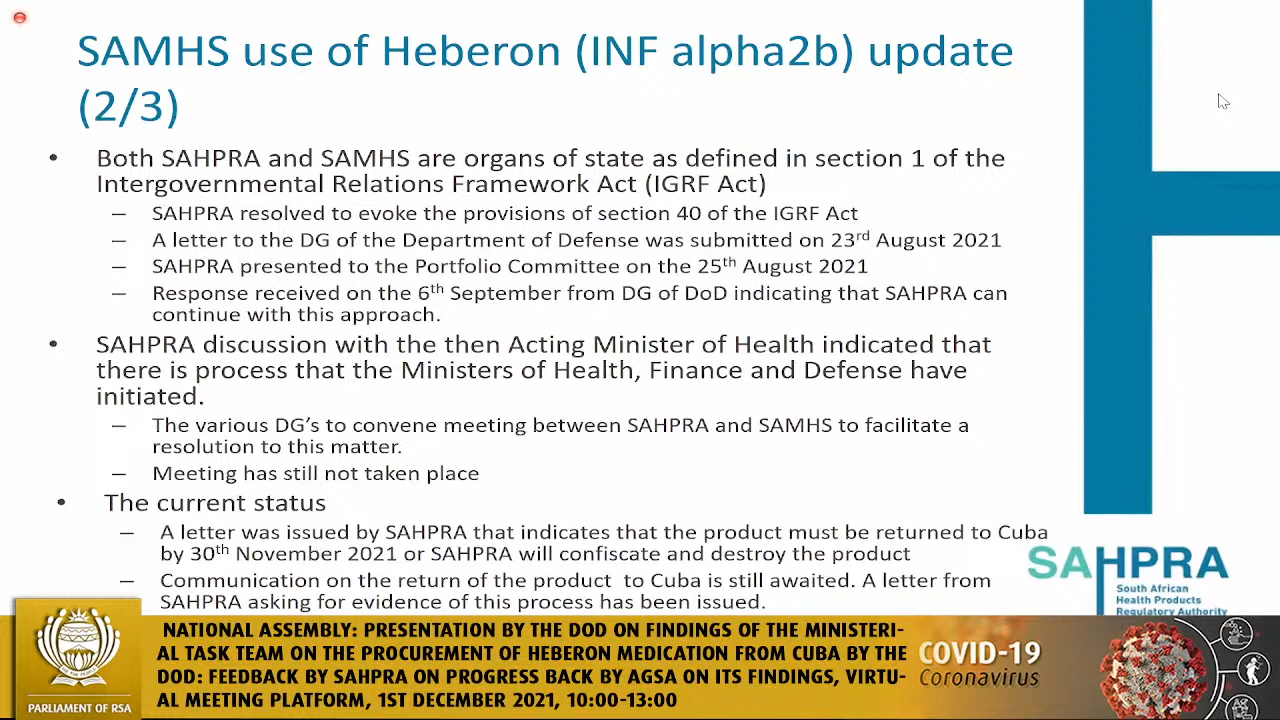 SAMHS use of Heberon (INF alpha2b) update
(2/3)
• Both SAHPRA and SAMHS are organs of state as defined in section 1 of the
Intergovernmental Relations Framework Act (IGRF Act)
– SAHPRA resolved to evoke the provisions of section 40 of the IGRF Act
– A letter to the DG of the Department of Defense was submitted on 23rd August 2021
– SAHPRA presented to the Portfolio Committee on the 25th August 2021
– Response received on the 6th September from DG of DoD indicating that SAHPRA can
continue with this approach.
• SAHPRA discussion with the then Acting Minister of Health indicated that
there is process that the Ministers of Health, Finance and Defense have
initiated.
– The various DG’s to convene meeting between SAHPRA and SAMHS to facilitate a
resolution to this matter.
– Meeting has still not taken place
• The current status
– A letter was issued by SAHPRA that indicates that the product must be returned to Cuba
by 30th November 2021 or SAHPRA will confiscate and destroy the product
– Communication on the return of the product to Cuba is still awaited. A letter from
SAHPRA asking for evidence of this process has been issued.
SAHPRA
South African
Health Products
Regulatory Authority
PARLIAMENT OF RSA
NATIONAL ASSEMBLY: PRESENTATION BY THE DOD ON FINDINGS OF THE MINISTERI-
AL TASK TEAM ON THE PROCUREMENT OF HEBERON MEDICATION FROM CUBA BY THE
DOD: FEEDBACK BY SAHPRA ON PROGRESS BACK BY AGSA ON ITS FINDINGS, VIRTU-
AL MEETING PLATFORM, 1ST DECEMBER 2021, 10:00-13:00
COVID-19
Coronavirus